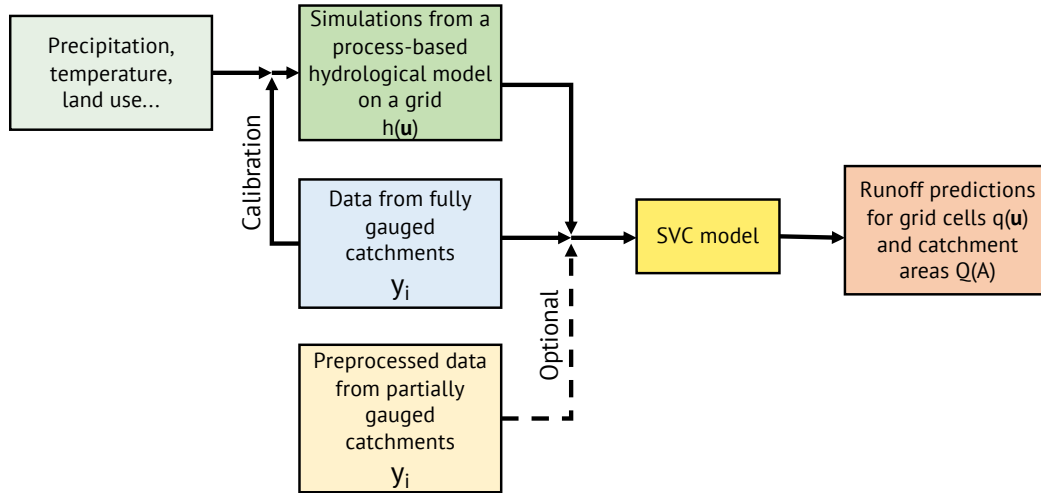 Precipitation,
temperature,
land use...
Simulations from a
process-based
hydrological model
on a grid
h(u)
Calibration
Data from fully
gauged
catchments
yi
Preprocessed data
from partially
gauged
catchments
yi
Optional
SVC model
Runoff predictions
for grid cells q(u)
and catchment
areas Q(A)